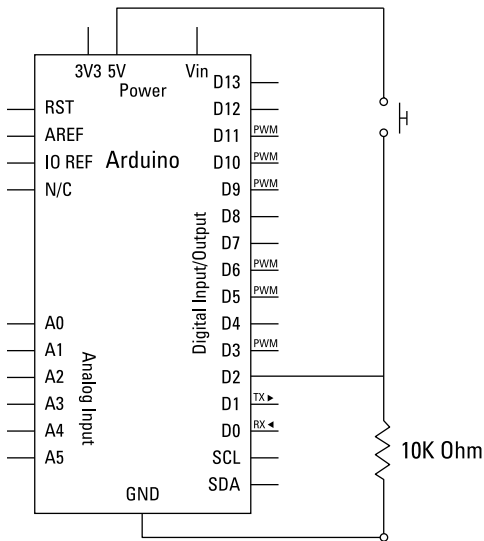 3V3 5V Vin
Power
Arduino
RST
AREF
IO REF
N/C
A0
A1
A2
A3
A4
A5
Analog Input
Digital Input/Output
D13
D12
D11 PWM
D10 PWM
D9 PWM
D8
D7
D6 PWM
D5 PWM
D4
D3 PWM
D2
D1 TX ▶
D0 RX ◀
SCL
SDA
GND
10K Ohm